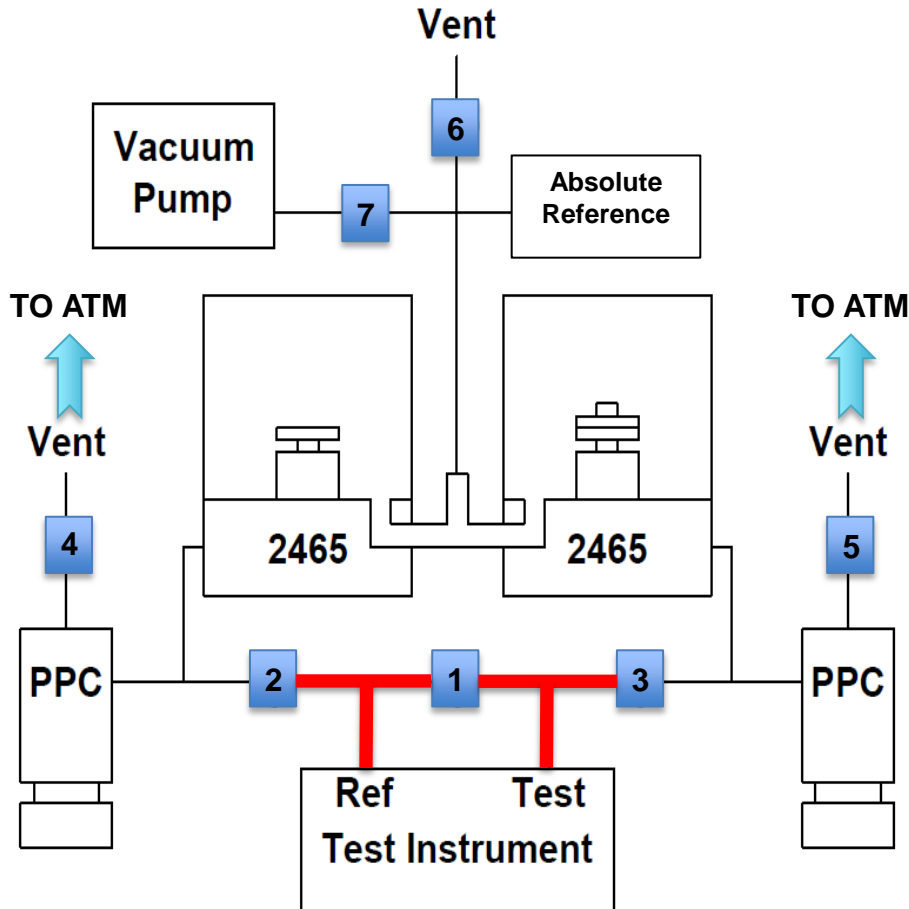 Vent
6
Vacuum
Pump
7
Absolute
Reference
TO ATM
TO ATM
Vent
Vent
4
2465
2465
5
PPC
2
1
3
PPC
Ref
Test
Test Instrument